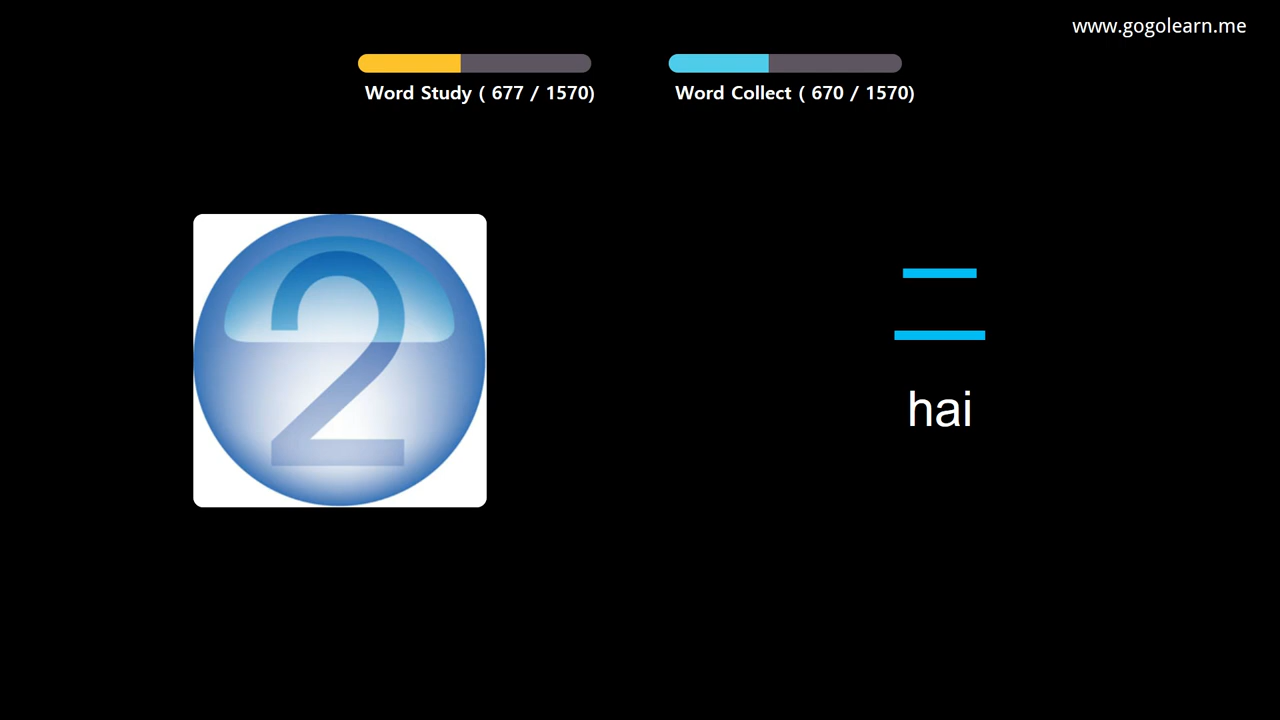 www.gogolearn.me
Word Study ( 677 / 1570)
Word Collect ( 670 / 1570)
2
二
hai